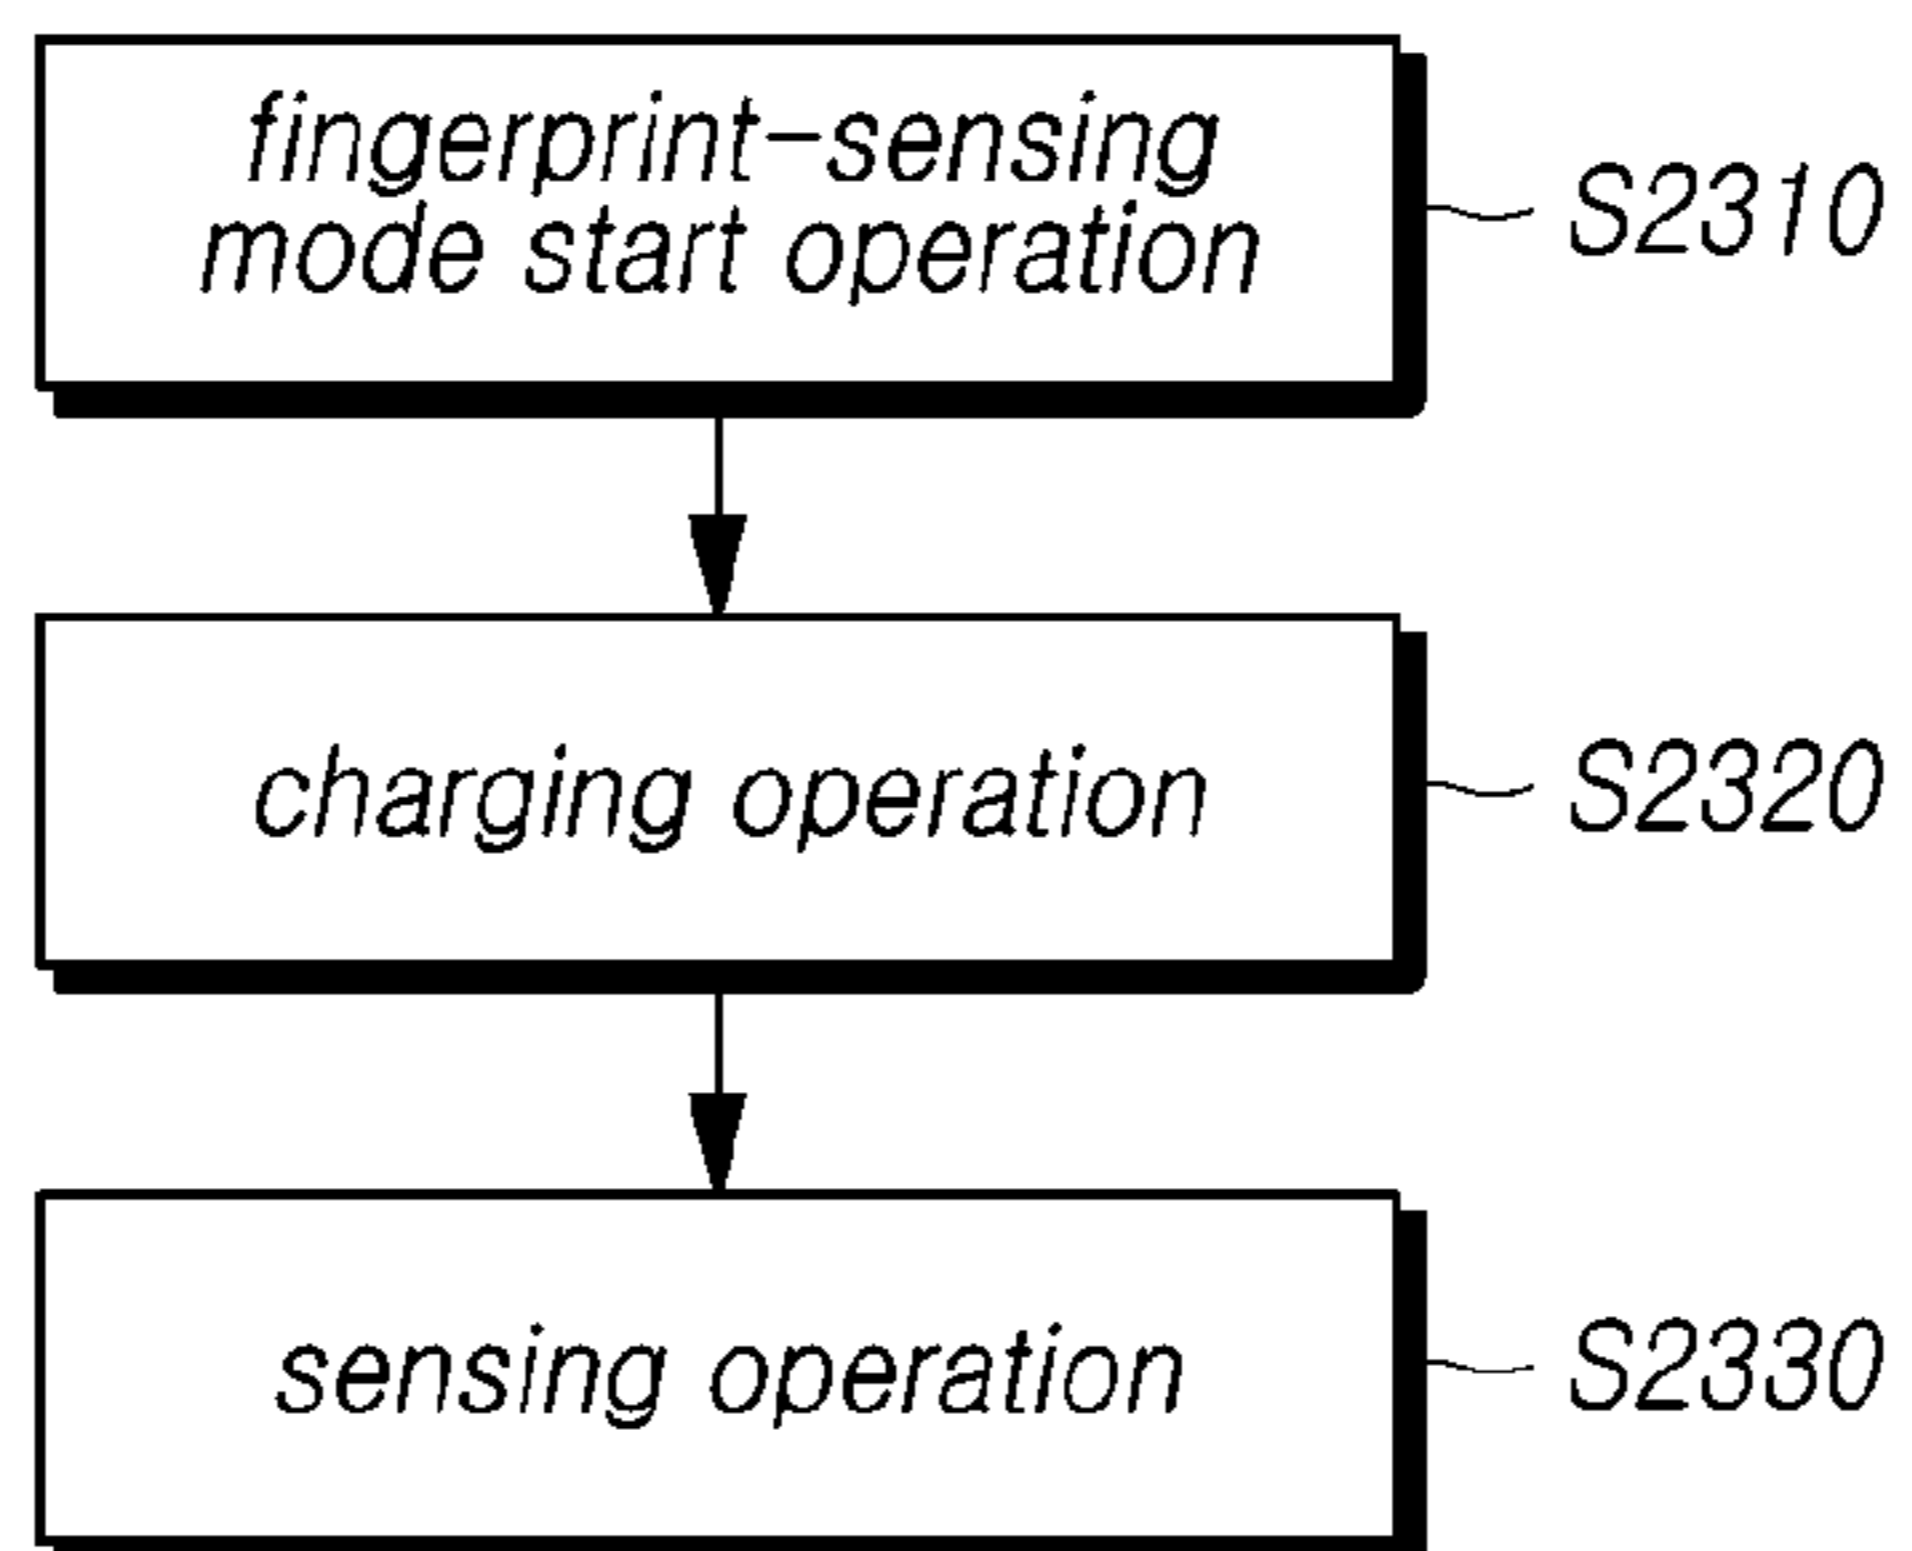 fingerprint-sensing
mode start operation
S2310
charging operation
S2320
sensing operation
S2330